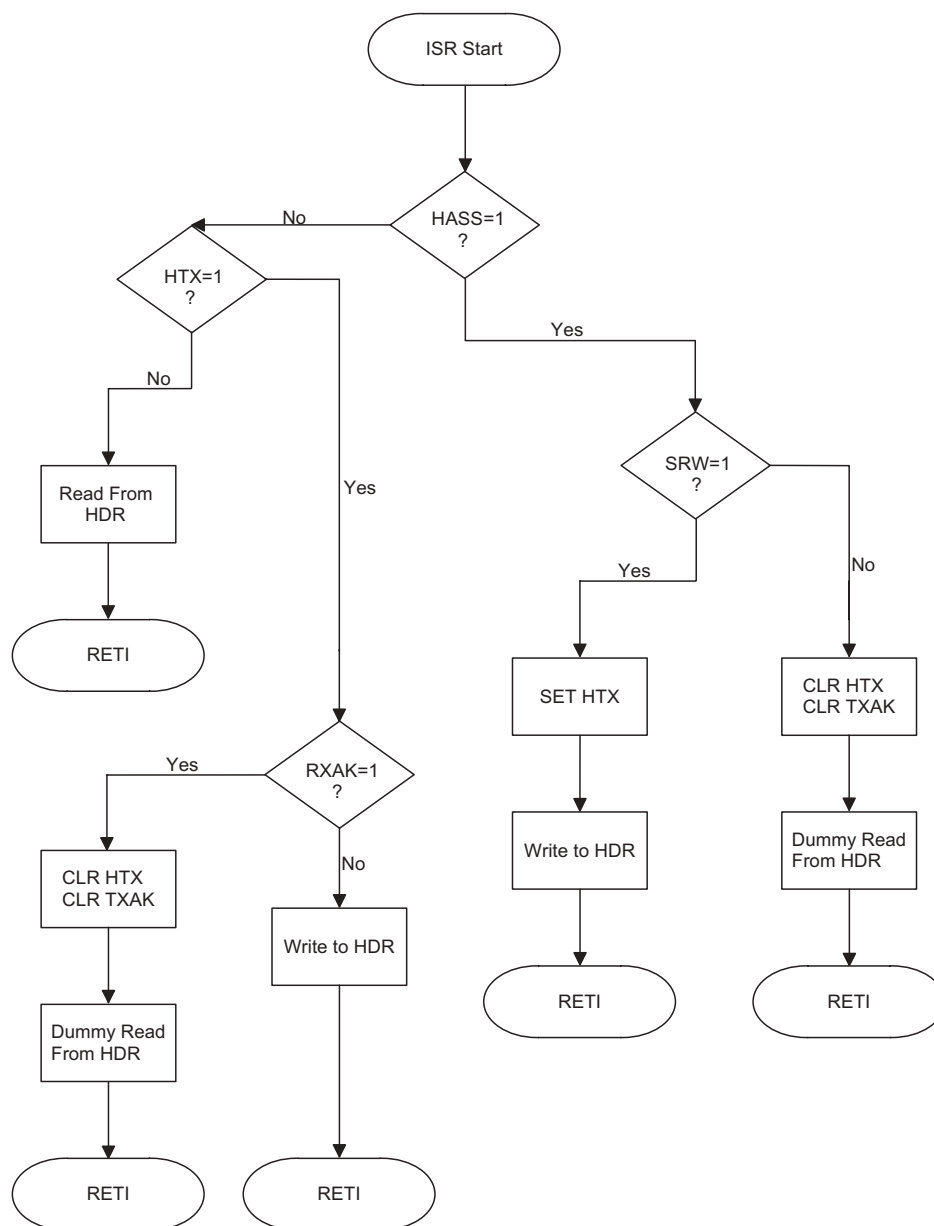 ISR Start
No
HASS=1
?
HTX=1
?
Yes
No
SRW=1
?
Read From
HDR
Yes
Yes
No
RETI
SET HTX
CLR HTX
CLR TXAK
Yes
RXAK=1
?
No
Write to HDR
Dummy Read
From HDR
CLR HTX
CLR TXAK
Write to HDR
RETI
RETI
Dummy Read
From HDR
RETI
RETI